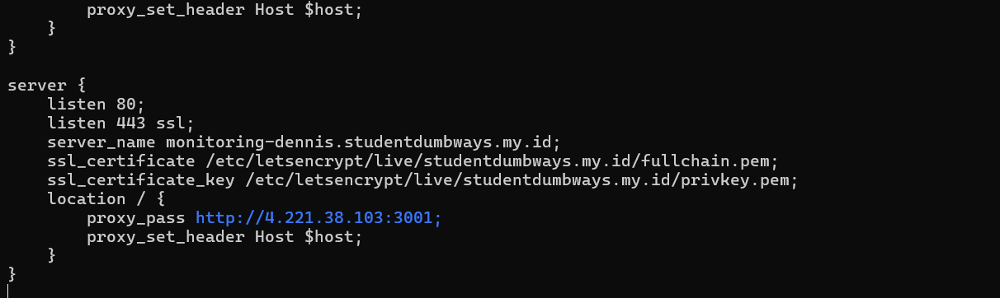 proxy_set_header Host $host;
}
}
server {
listen 80;
listen 443 ssl;
server_name monitoring-dennis.studentdumbways.my.id;
ssl_certificate /etc/letsencrypt/live/studentdumbways.my.id/fullchain.pem;
ssl_certificate_key /etc/letsencrypt/live/studentdumbways.my.id/privkey.pem;
location / {
proxy_pass http://4.221.38.103:3001;
proxy_set_header Host $host;
}
}